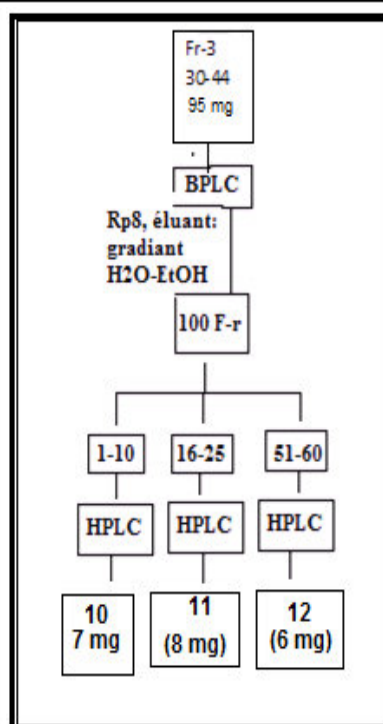 Fr-3
30-44
95 mg
BPLC
Rp8, éluant:
gradiant
H2O-EtOH
100 F-r
1-10
16-25
51-60
HPLC
HPLC
HPLC
10
7 mg
11
(8 mg)
12
(6 mg)